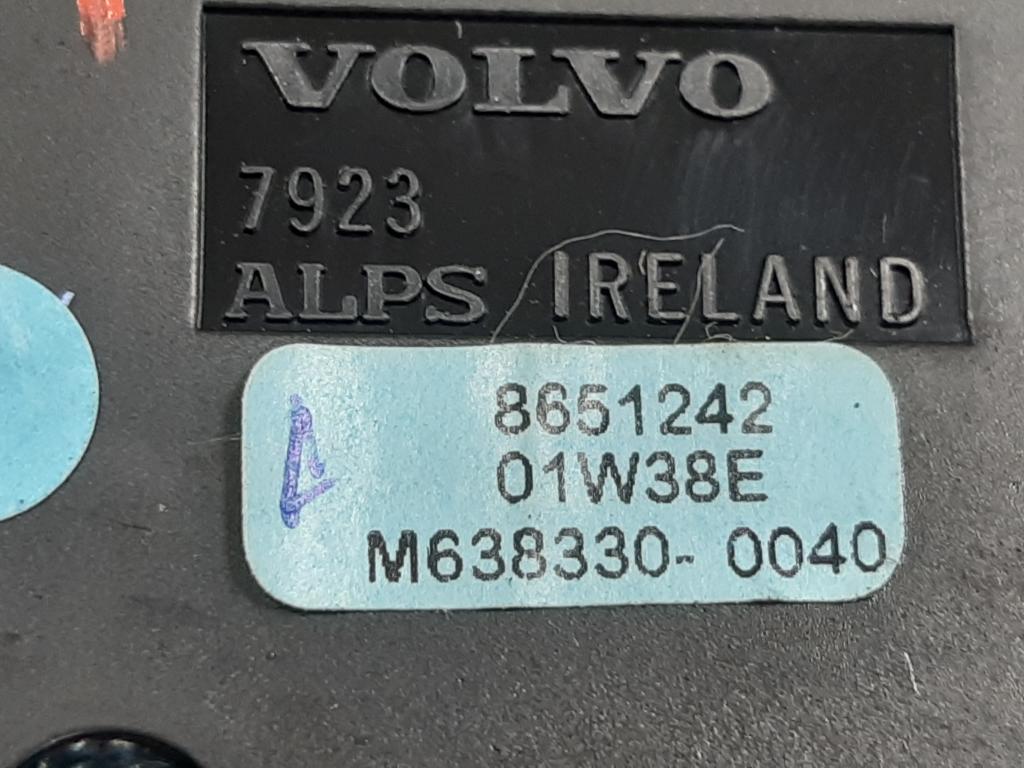 VOLVO
7923
ALPS IRELAND
8651242
01W38E
M638330- 0040